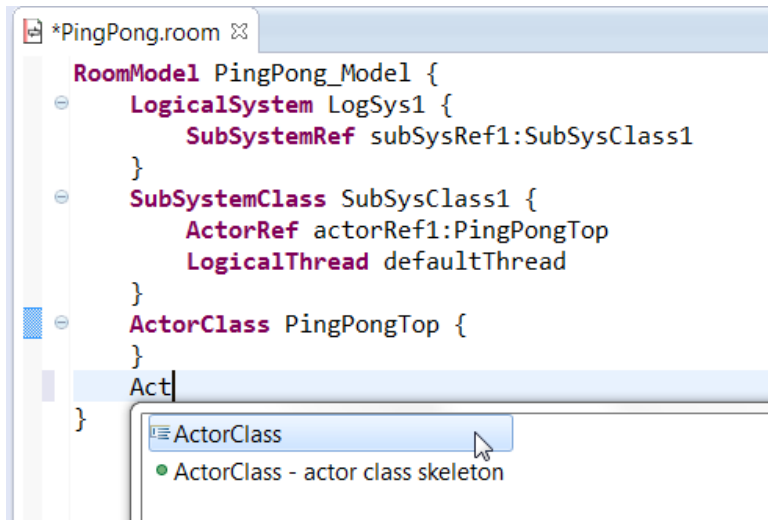 *PingPong.room
RoomModel PingPong_Model {
LogicalSystem LogSys1 {
SubSystemRef subSysRef1:SubSysClass1
}
SubSystemClass SubSysClass1 {
ActorRef actorRef1:PingPongTop
LogicalThread defaultThread
}
ActorClass PingPongTop {
}
Act
}
ActorClass
ActorClass - actor class skeleton